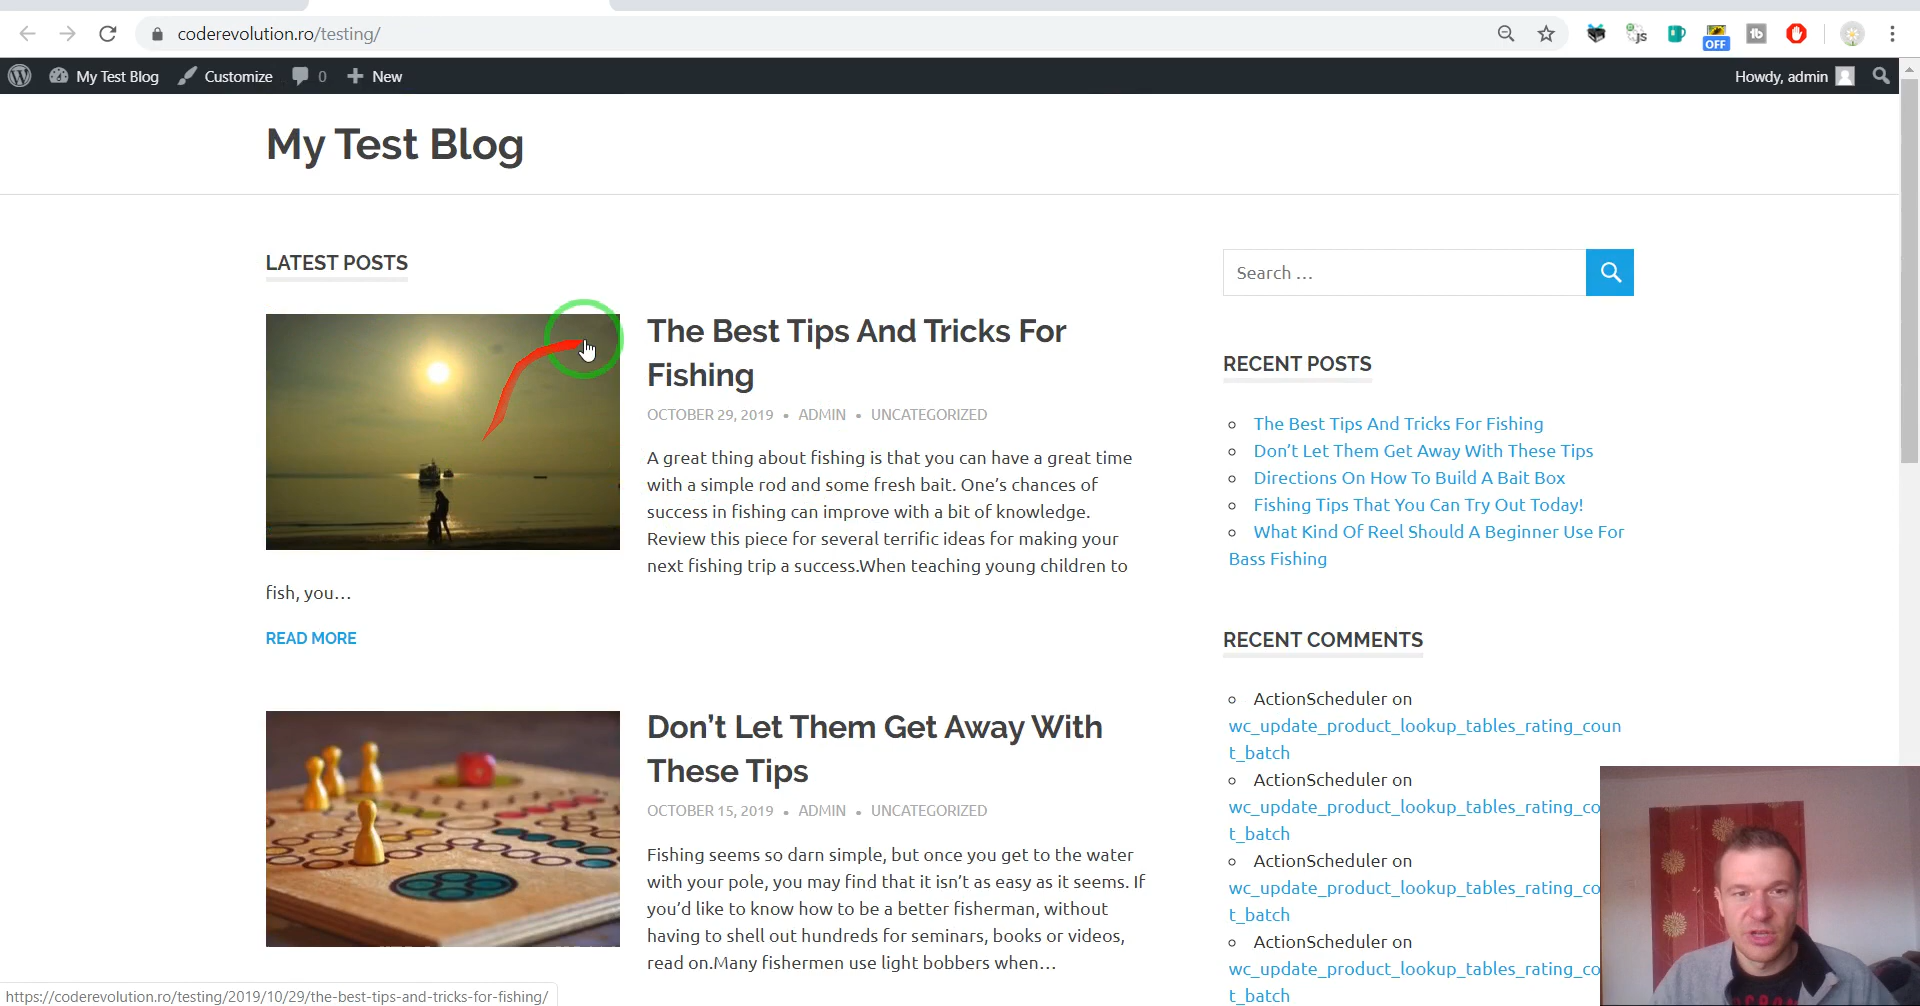 coderevolution.ro/testing/
JS
OFF
My Test Blog
Customize
0
New
Howdy, admin
My Test Blog
LATEST POSTS
The Best Tips And Tricks For
Fishing
OCTOBER 29, 2019 • ADMIN • UNCATEGORIZED
A great thing about fishing is that you can have a great time
with a simple rod and some fresh bait. One’s chances of
success in fishing can improve with a bit of knowledge.
Review this piece for several terrific ideas for making your
next fishing trip a success.When teaching young children to
fish, you…
READ MORE
Don’t Let Them Get Away With
These Tips
OCTOBER 15, 2019 • ADMIN • UNCATEGORIZED
Fishing seems so darn simple, but once you get to the water
with your pole, you may find that it isn’t as easy as it seems. If
you’d like to know how to be a better fisherman, without
having to shell out hundreds for seminars, books or videos,
read on.Many fishermen use light bobbers when…
Search …
RECENT POSTS
The Best Tips And Tricks For Fishing
Don’t Let Them Get Away With These Tips
Directions On How To Build A Bait Box
Fishing Tips That You Can Try Out Today!
What Kind Of Reel Should A Beginner Use For
Bass Fishing
RECENT COMMENTS
ActionScheduler on
wc_update_product_lookup_tables_rating_coun
t_batch
ActionScheduler on
wc_update_product_lookup_tables_rating_co
t_batch
ActionScheduler on
wc_update_product_lookup_tables_rating_co
t_batch
ActionScheduler on
wc_update_product_lookup_tables_rating_co
t_batch
https://coderevolution.ro/testing/2019/10/29/the-best-tips-and-tricks-for-fishing/